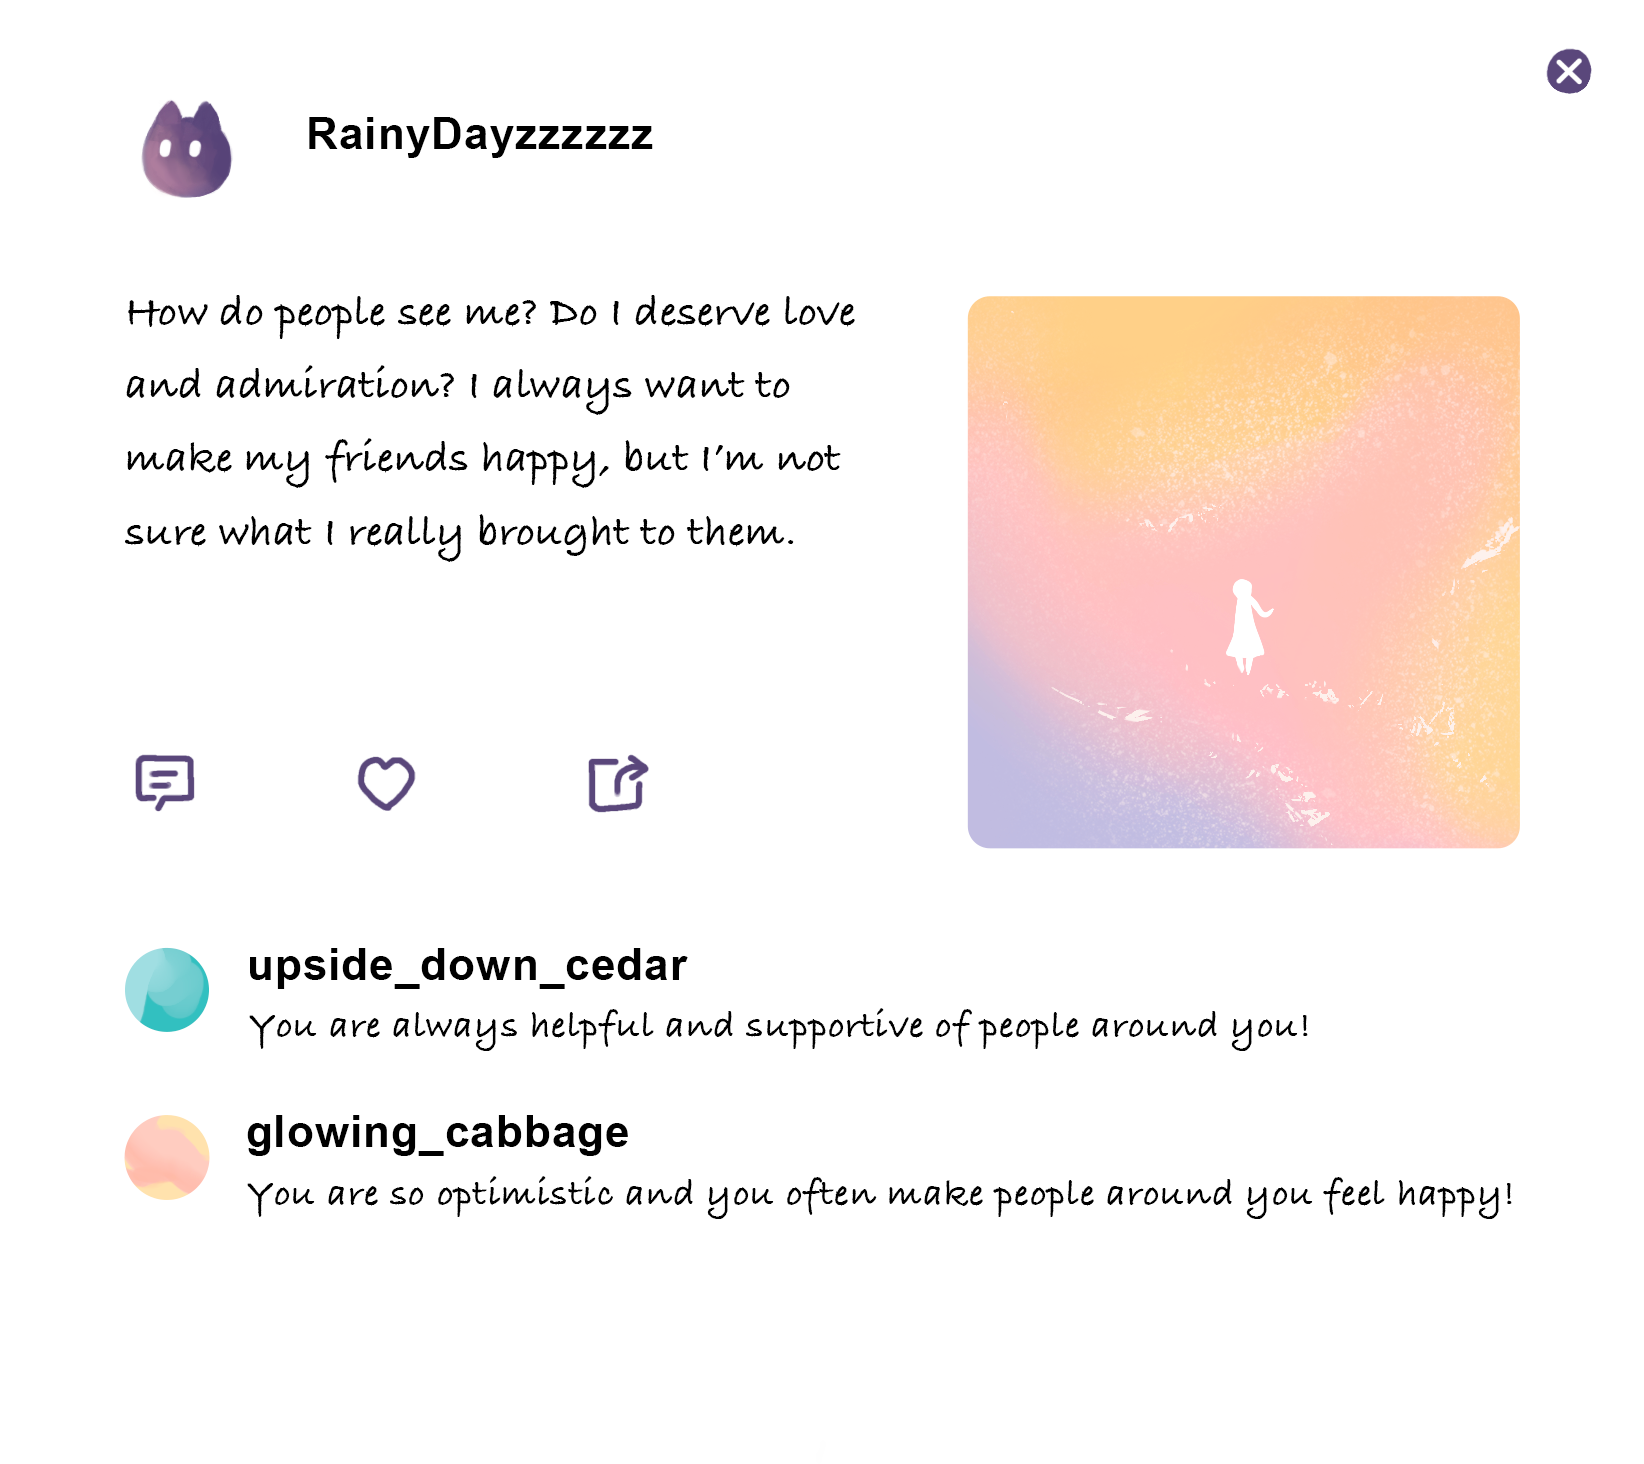 RainyDayzzzzzz
How do people see me? Do I deserve love
and admiration? I always want to
make my friends happy, but I'm not
sure what I really brought to them.
upside_down_cedar
You are always helpful and supportive of people around you!
glowing_cabbage
You are so optimistic and you often make people around you feel happy!